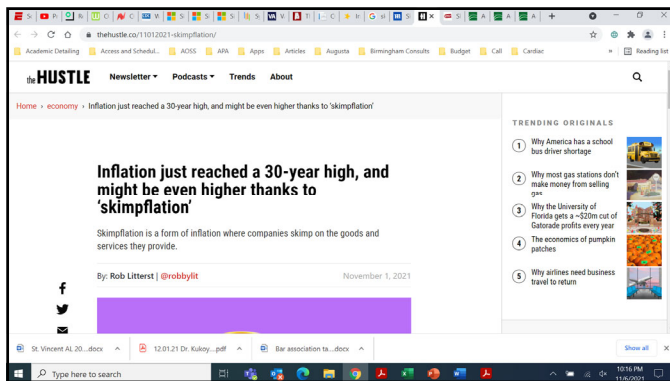 thehustle.co/11012021-skimpflation/
Academic Detailing Access and Schedul... AOSS APA Apps Articles Augusta Birmingham Consults Budget Call Cardiac » Reading list
the HUSTLE Newsletter Podcasts Trends About
Home › economy › Inflation just reached a 30-year high, and might be even higher thanks to 'skimpflation'
Inflation just reached a 30-year high, and
might be even higher thanks to
'skimpflation'
Skimpflation is a form of inflation where companies skimp on the goods and
services they provide.
By: Rob Litterst | @robbylit November 1, 2021
TRENDING ORIGINALS
1 Why America has a school
bus driver shortage
2 Why most gas stations don't
make money from selling
gas
3 Why the University of
Florida gets a ~$20m cut of
Gatorade profits every year
4 The economics of pumpkin
patches
5 Why airlines need business
travel to return
St. Vincent AL 20....docx 12.01.21 Dr. Kukoy....pdf Bar association ta....docx Show all
Type here to search
10:16 PM
11/6/2021